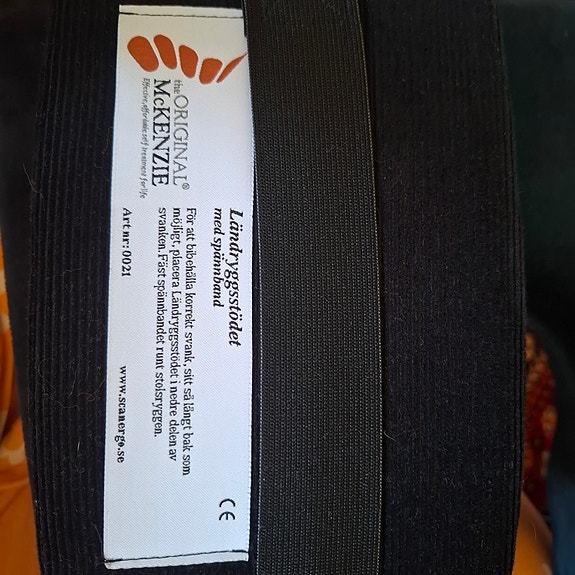 the ORIGINAL®
McKENZIE
Effective, affordable self treatment for life
Ländryggsstödet
med spännband
För att bibehålla korrekt svank, sitt så långt bak som
möjligt, placera Ländryggsstödet i nedre delen av
svanken. Fäst spännbandet runt stolsryggen.
Art nr: 0021
www.scanergo.se
CE